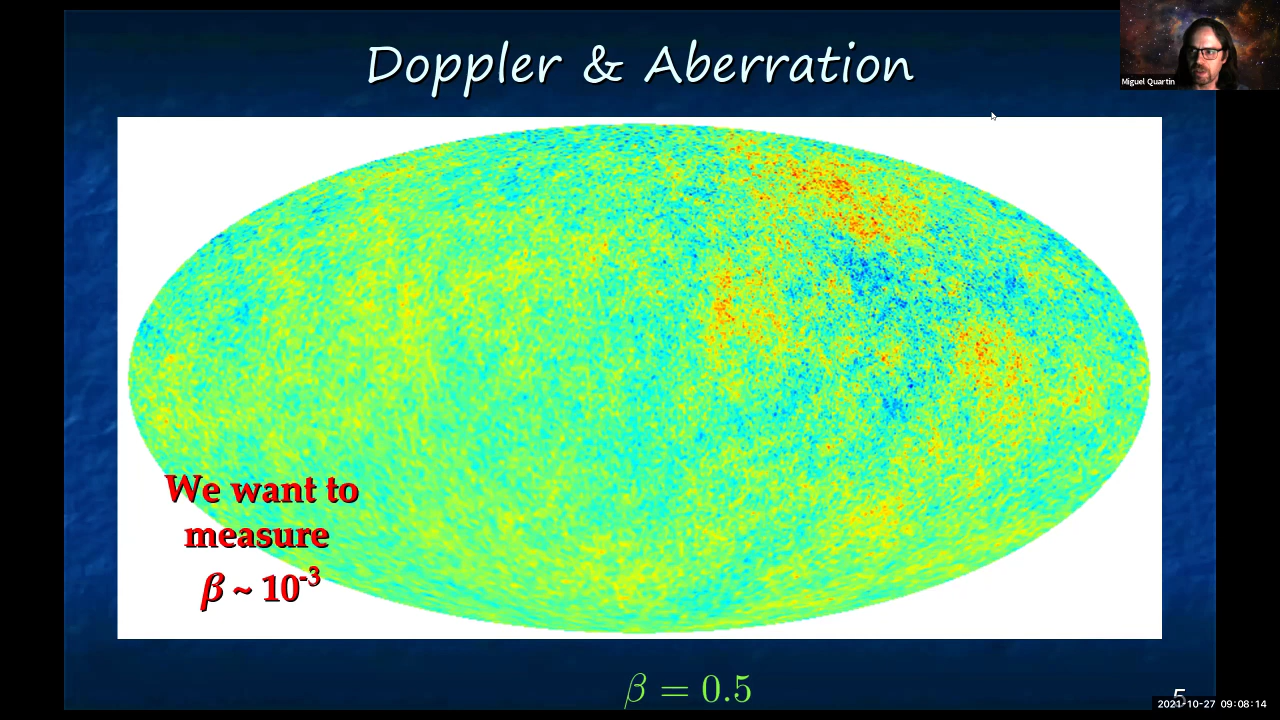 Doppler & Aberration
Miguel Quartin
We want to
measure
β ~ 10⁻³
β = 0.5
5
2021-10-27 09:08:14